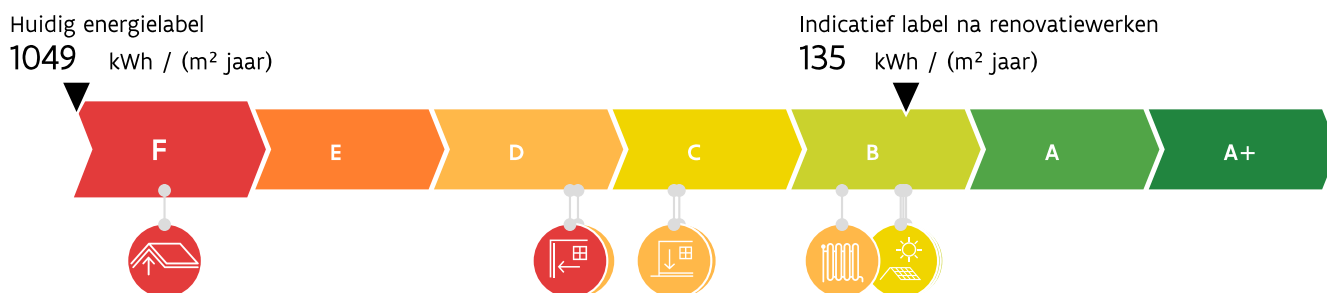 Huidig energielabel
1049 kWh / (m² jaar)
Indicatief label na renovatiewerken
135 kWh / (m² jaar)
F E D C B A A+